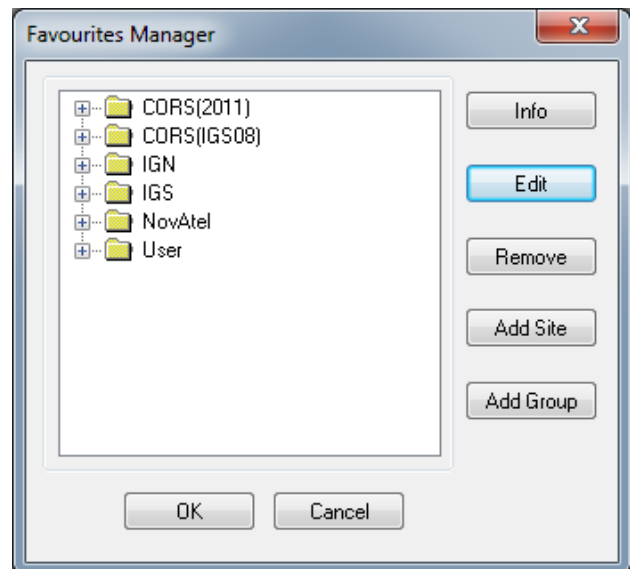 Favourites Manager
CORS(2011)
CORS(IGS08)
IGN
IGS
NovAtel
User
Info
Edit
Remove
Add Site
Add Group
OK
Cancel